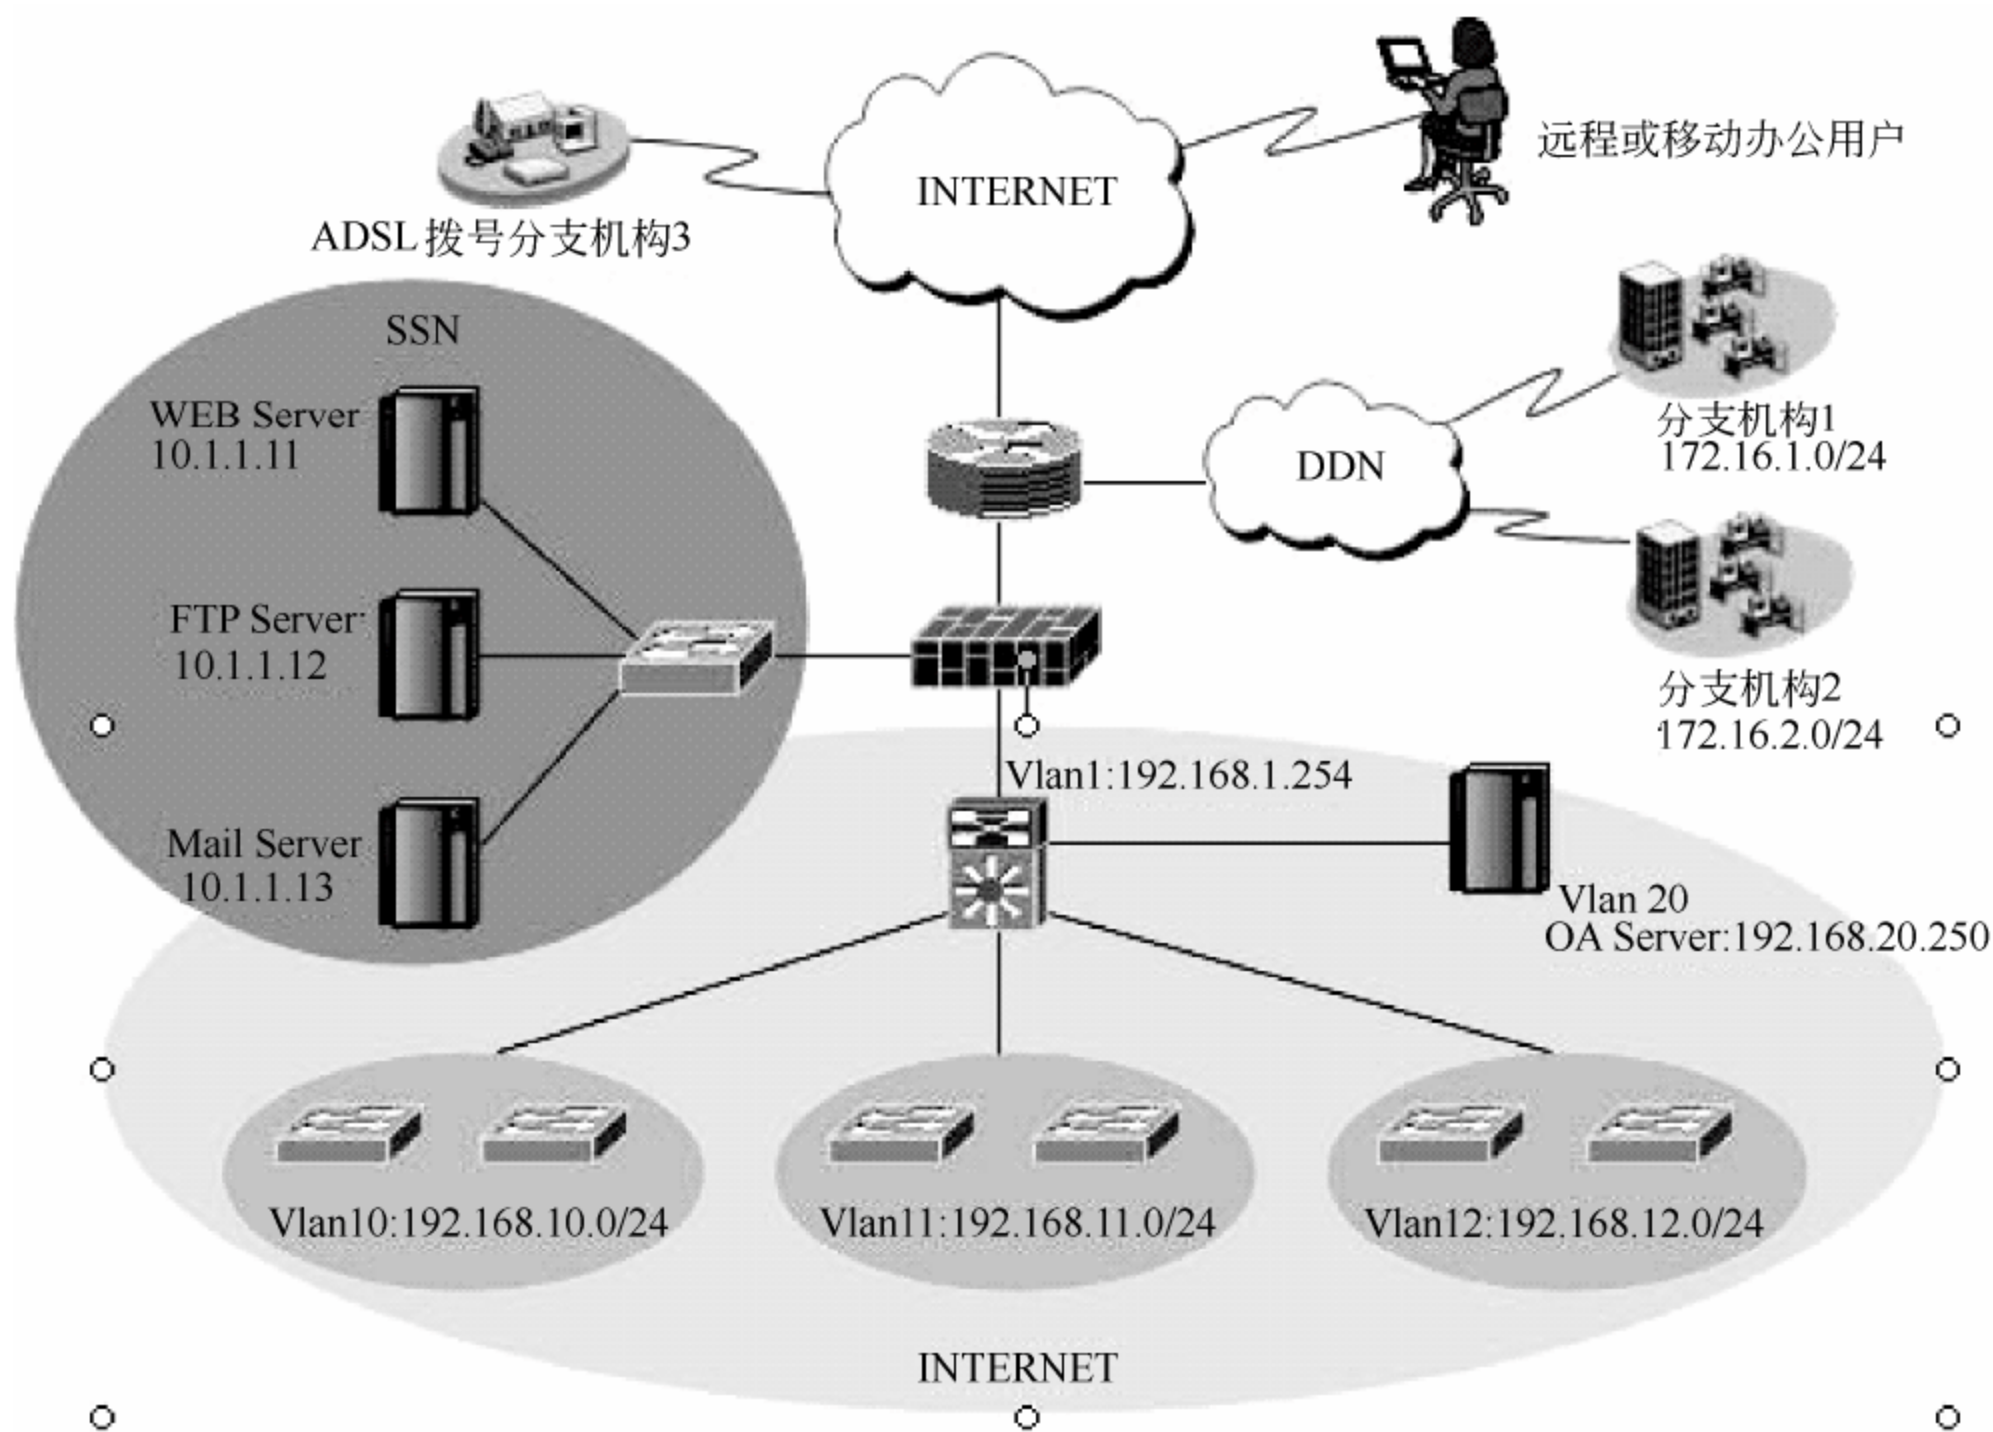 INTERNET
远程或移动办公用户
ADSL 拨号分支机构3
SSN
WEB Server
10.1.1.11
DDN
分支机构1
172.16.1.0/24
FTP Server
10.1.1.12
分支机构2
172.16.2.0/24
Vlan1:192.168.1.254
Mail Server
10.1.1.13
Vlan 20
OA Server:192.168.20.250
Vlan10:192.168.10.0/24
Vlan11:192.168.11.0/24
Vlan12:192.168.12.0/24
INTERNET